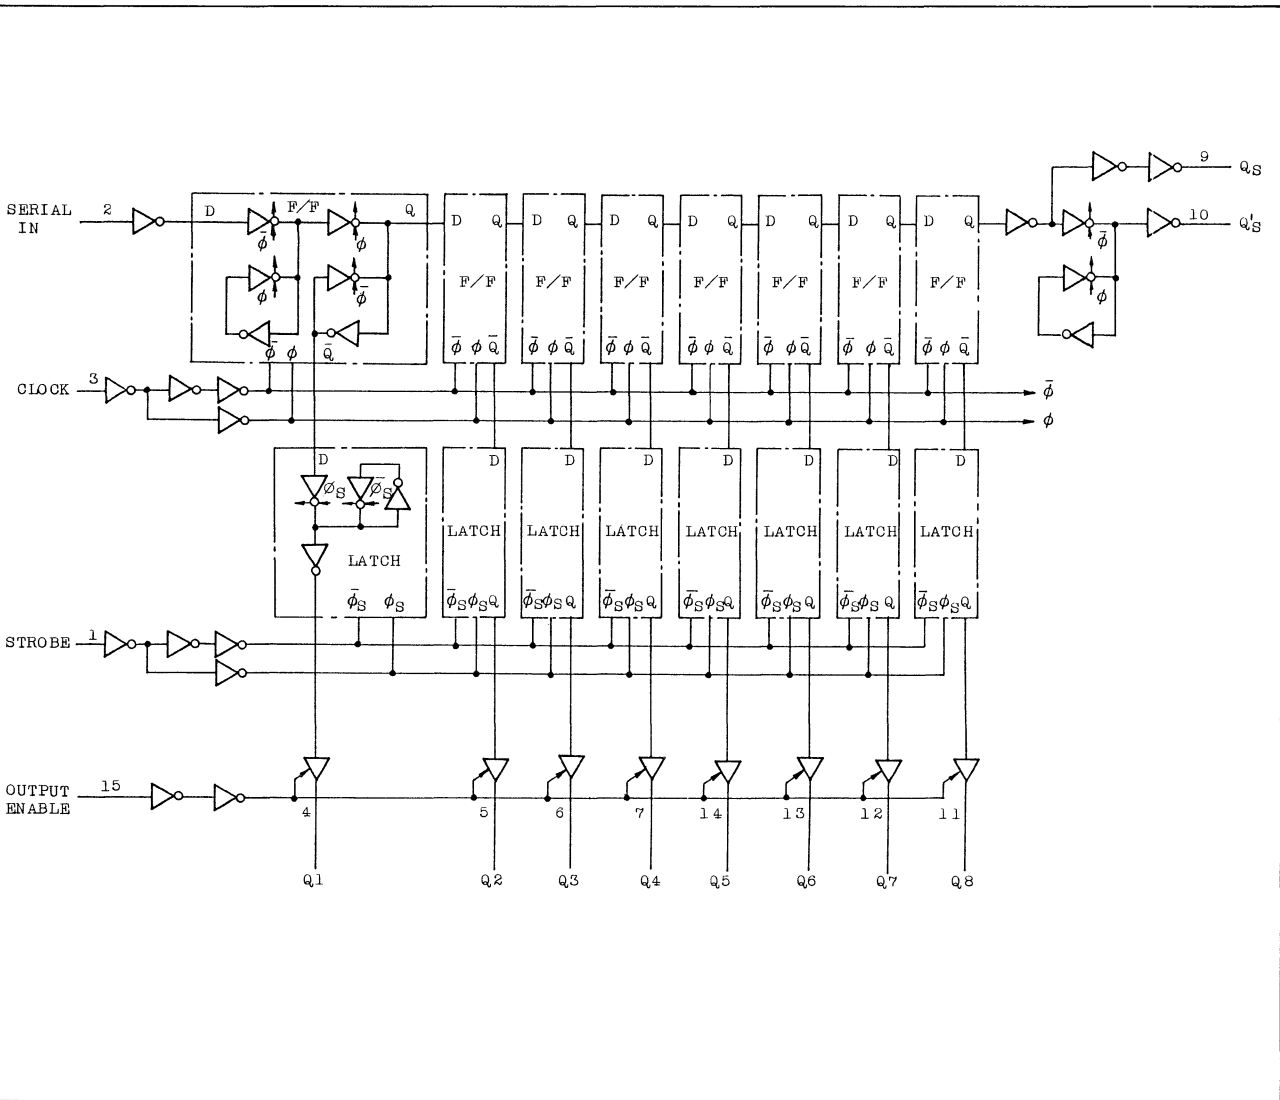 9 QS
SERIAL IN 2 D F/F Q D Q D Q D Q D Q D Q D Q D Q 10 Q'S
φ̅ φ φ̅
φ φ̅ F/F F/F F/F F/F F/F F/F F/F φ
φ̅ φ Q̅ φ̅ φ Q̅ φ̅ φ Q̅ φ̅ φ Q̅ φ̅ φ Q̅ φ̅ φ Q̅ φ̅ φ Q̅ φ̅ φ Q̅
CLOCK 3 φ̅
φ
D D D D D D D D
φS φ̅S
LATCH LATCH LATCH LATCH LATCH LATCH LATCH
LATCH
φ̅S φS φ̅S φS Q φ̅S φS Q φ̅S φS Q φ̅S φS Q φ̅S φS Q φ̅S φS Q φ̅S φS Q
STROBE 1
OUTPUT ENABLE 15
4 5 6 7 14 13 12 11
Q1 Q2 Q3 Q4 Q5 Q6 Q7 Q8